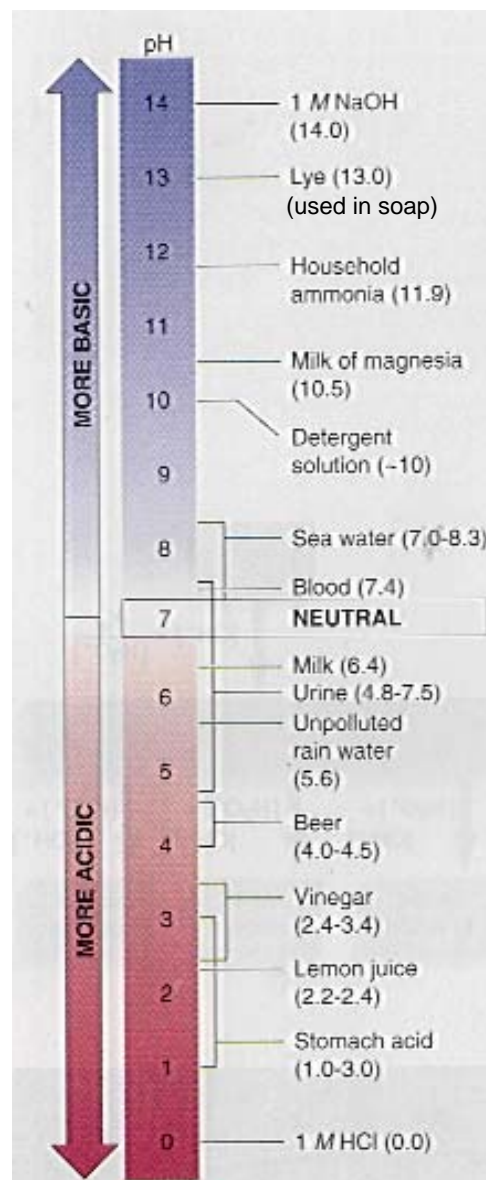 pH
14
1 M NaOH
(14.0)
13
Lye (13.0)
(used in soap)
12
Household
ammonia (11.9)
11
Milk of magnesia
(10.5)
10
Detergent
solution (~10)
9
8
Sea water (7.0-8.3)
Blood (7.4)
7
NEUTRAL
Milk (6.4)
6
Urine (4.8-7.5)
Unpolluted
rain water
(5.6)
5
Beer
(4.0-4.5)
4
Vinegar
(2.4-3.4)
3
Lemon juice
(2.2-2.4)
2
Stomach acid
(1.0-3.0)
1
0
1 M HCl (0.0)
MORE BASIC
MORE ACIDIC